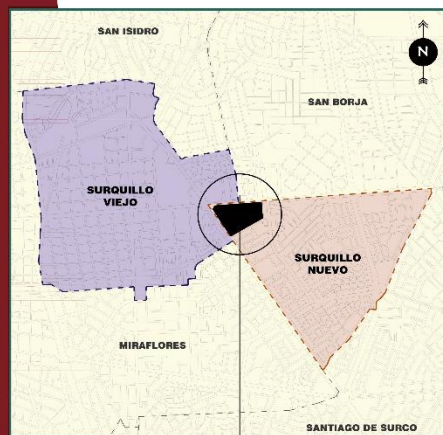 SAN ISIDRO
N
SAN BORJA
SURQUILLO
VIEJO
SURQUILLO
NUEVO
MIRAFLORES
SANTIAGO DE SURCO